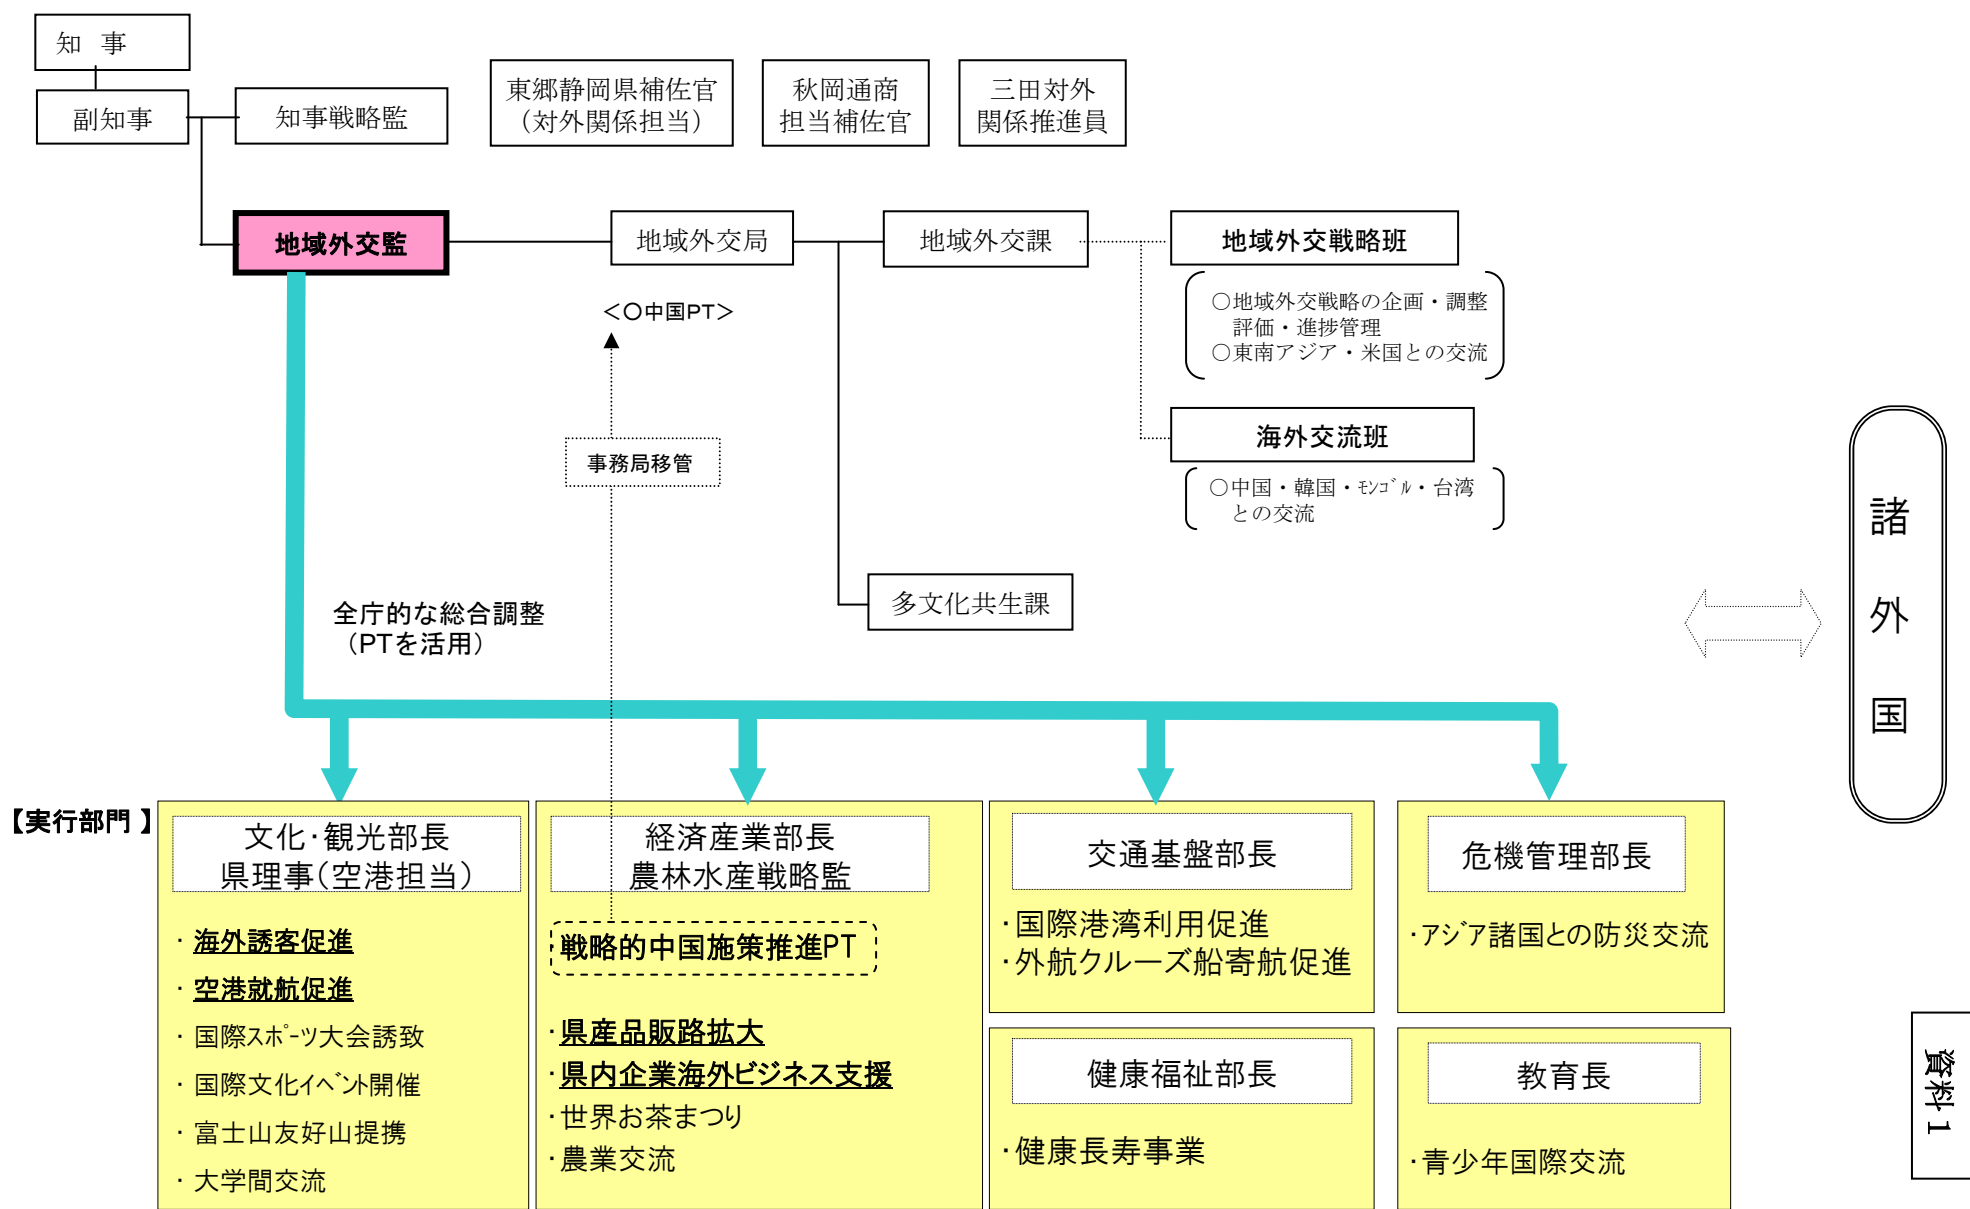 知 事
副知事
知事戦略監
東郷静岡県補佐官
（対外関係担当）
秋岡通商
担当補佐官
三田対外
関係推進員
地域外交監
地域外交局
地域外交課
地域外交戦略班
○地域外交戦略の企画・調整
評価・進捗管理
○東南アジア・米国との交流
＜○中国PT＞
事務局移管
海外交流班
○中国・韓国・ﾓﾝｺﾞﾙ・台湾
との交流
多文化共生課
全庁的な総合調整
（PTを活用）
諸外国
【実行部門】
文化・観光部長
県理事（空港担当）
・海外誘客促進
・空港就航促進
・国際ｽﾎﾟｰﾂ大会誘致
・国際文化ｲﾍﾞﾝﾄ開催
・富士山友好山提携
・大学間交流
経済産業部長
農林水産戦略監
・戦略的中国施策推進PT
・県産品販路拡大
・県内企業海外ビジネス支援
・世界お茶まつり
・農業交流
交通基盤部長
・国際港湾利用促進
・外航クルーズ船寄航促進
危機管理部長
・アジア諸国との防災交流
健康福祉部長
・健康長寿事業
教育長
・青少年国際交流
資料１